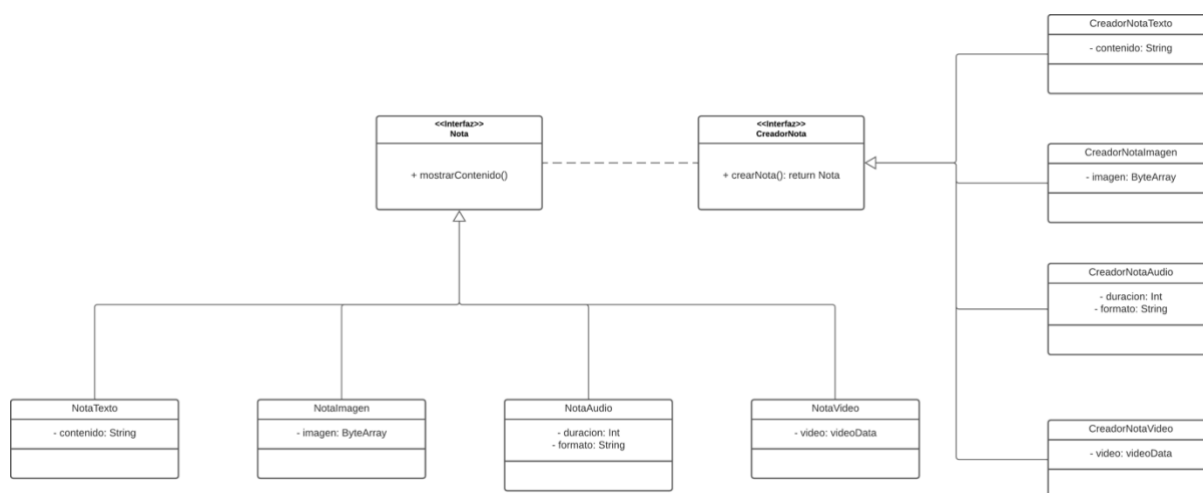 CreadorNotaTexto
- contenido: String
<<Interfaz>>
Nota
+ mostrarContenido()
<<Interfaz>>
CreadorNota
+ crearNota(): return Nota
CreadorNotaImagen
- imagen: ByteArray
CreadorNotaAudio
- duracion: Int
- formato: String
NotaTexto
- contenido: String
NotaImagen
- imagen: ByteArray
NotaAudio
- duracion: Int
- formato: String
NotaVideo
- video: videoData
CreadorNotaVideo
- video: videoData